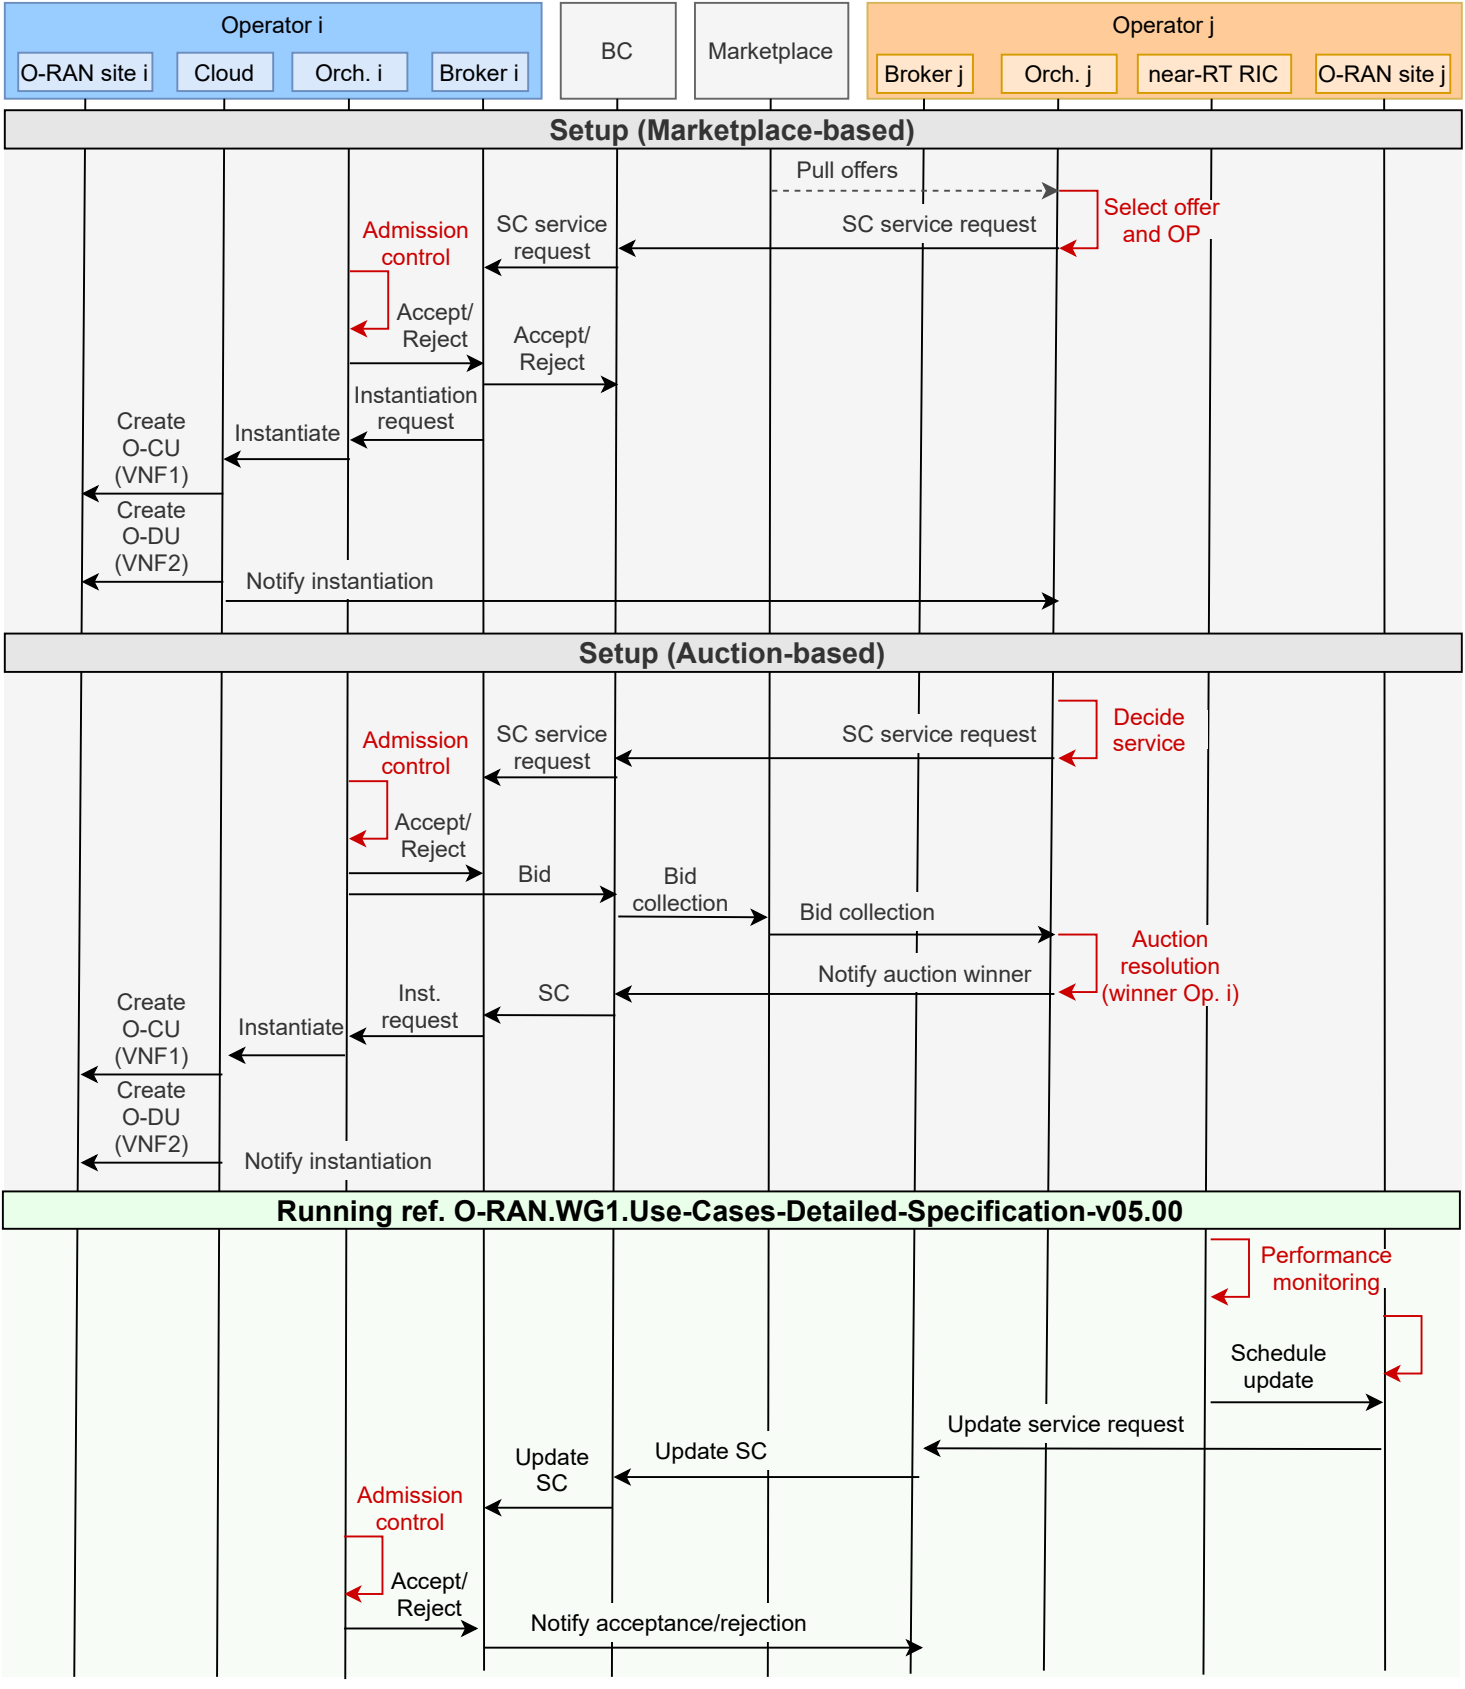 Operator i
BC
Marketplace
Operator j
O-RAN site i
Cloud
Orch. i
Broker i
Broker j
Orch. j
near-RT RIC
O-RAN site j
Setup (Marketplace-based)
Pull offers
Select offer
and OP
SC service request
SC service
request
Admission
control
Accept/
Reject
Accept/
Reject
Instantiation
request
Instantiate
Create
O-CU
(VNF1)
Create
O-DU
(VNF2)
Notify instantiation
Setup (Auction-based)
Decide
service
SC service request
SC service
request
Admission
control
Accept/
Reject
Bid
Bid
collection
Bid collection
Auction
resolution
(winner Op. i)
Notify auction winner
SC
Inst.
request
Instantiate
Create
O-CU
(VNF1)
Create
O-DU
(VNF2)
Notify instantiation
Running ref. O-RAN.WG1.Use-Cases-Detailed-Specification-v05.00
Performance
monitoring
Schedule
update
Update service request
Update SC
Update
SC
Admission
control
Accept/
Reject
Notify acceptance/rejection